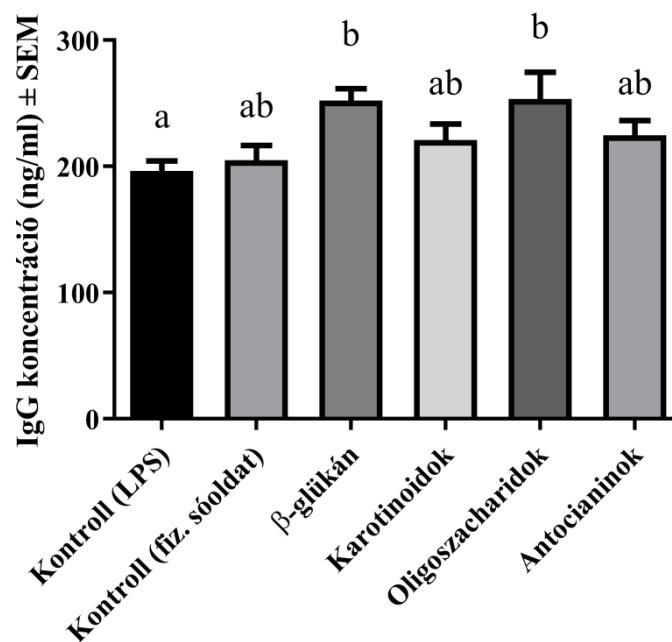 IgG koncentráció (ng/ml) ± SEM
300
200
100
0
a
ab
b
ab
b
ab
Kontroll (LPS)
Kontroll (fiz. sóoldat)
β-glükán
Karotinoidok
Oligoszacharidok
Antocianinok